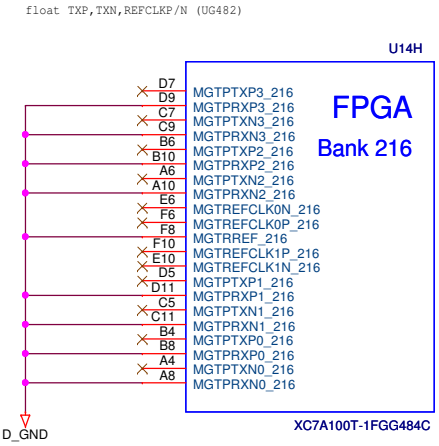 float TXP,TXN,REFCLKP/N (UG482)
U14H
D7 MGTPTXP3_216
D9 MGTPRXP3_216
FPGA
C7 MGTPTXN3_216
C9 MGTPRXN3_216
Bank 216
B6 MGTPTXP2_216
B10 MGTPRXP2_216
A6 MGTPTXN2_216
A10 MGTPRXN2_216
E6 MGTREFCLK0N_216
F6 MGTREFCLK0P_216
F8 MGTRREF_216
F10 MGTREFCLK1P_216
E10 MGTREFCLK1N_216
D5 MGTPTXP1_216
D11 MGTPRXP1_216
C5 MGTPTXN1_216
C11 MGTPRXN1_216
B4 MGTPTXP0_216
B8 MGTPRXP0_216
A4 MGTPTXN0_216
A8 MGTPRXN0_216
XC7A100T-1FGG484C
D_GND